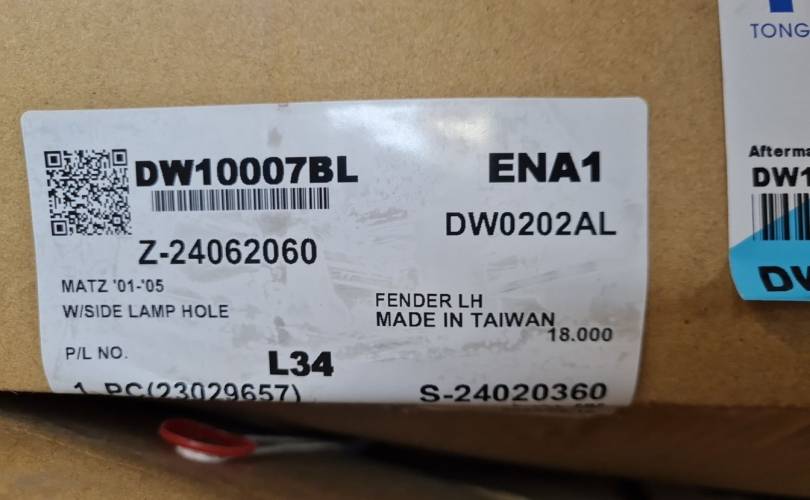 DW10007BL
ENA1
DW0202AL
Z-24062060
MATZ '01-'05
W/SIDE LAMP HOLE
FENDER LH
MADE IN TAIWAN
18.000
P/L NO.
L34
1 PC(23029657)
S-24020360
TONG
Afterma
DW1
DW